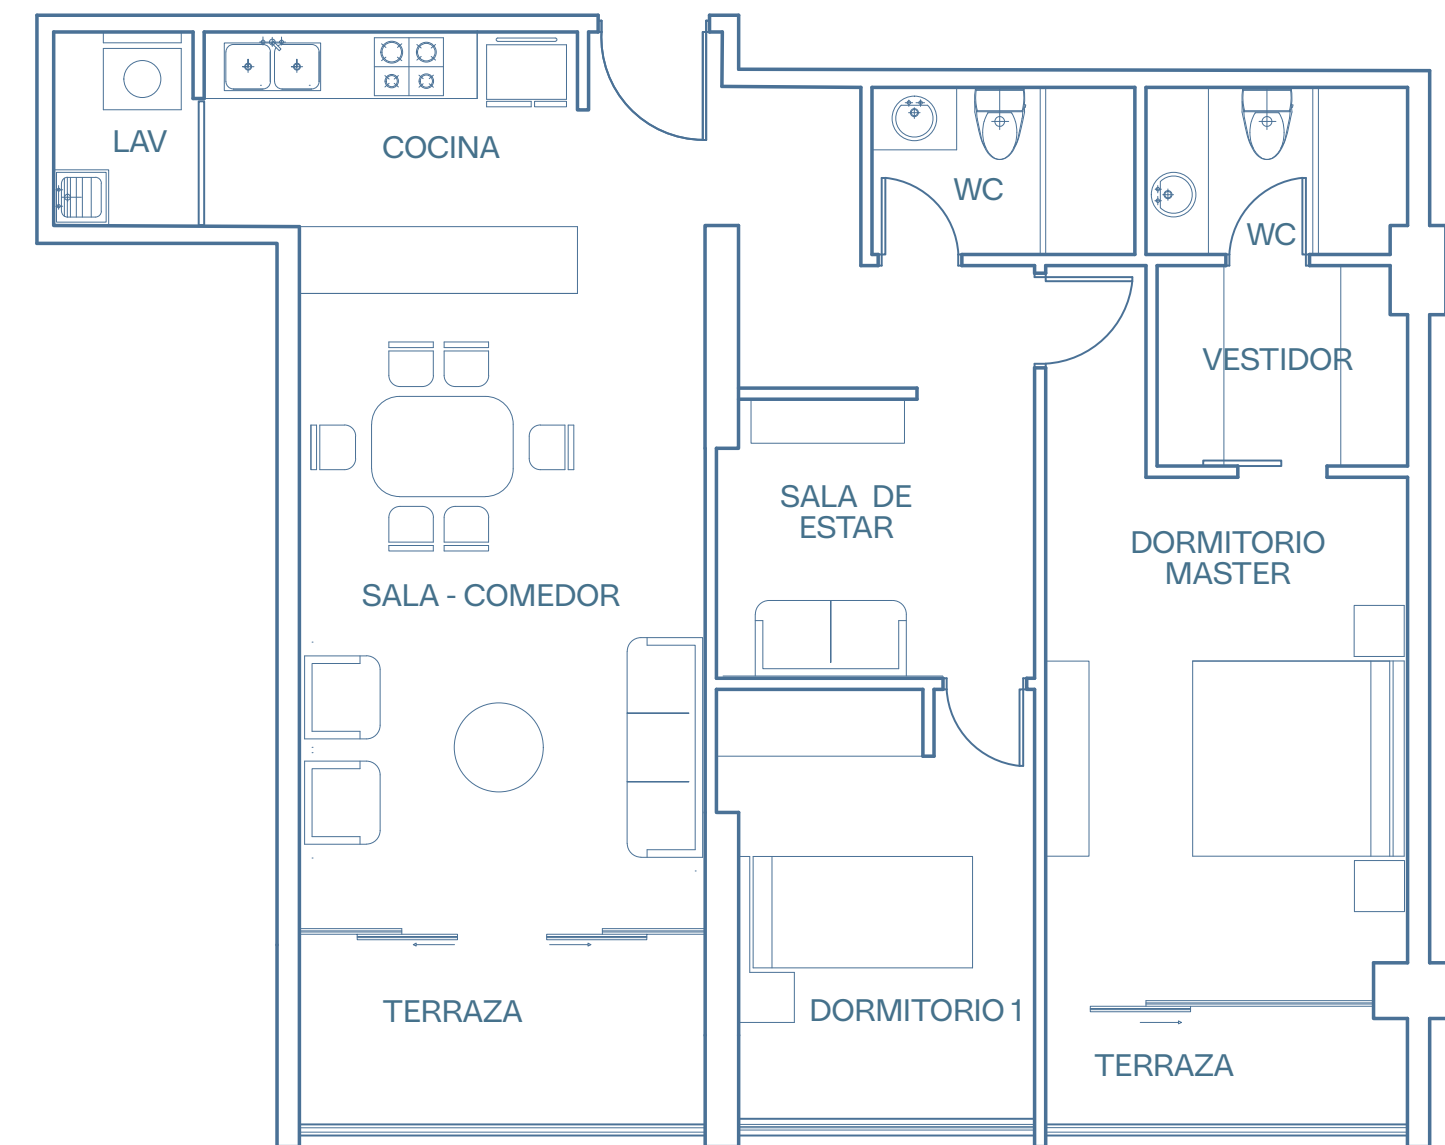 LAV
COCINA
WC
WC
VESTIDOR
SALA DE
ESTAR
DORMITORIO
MASTER
SALA - COMEDOR
TERRAZA
DORMITORIO 1
TERRAZA